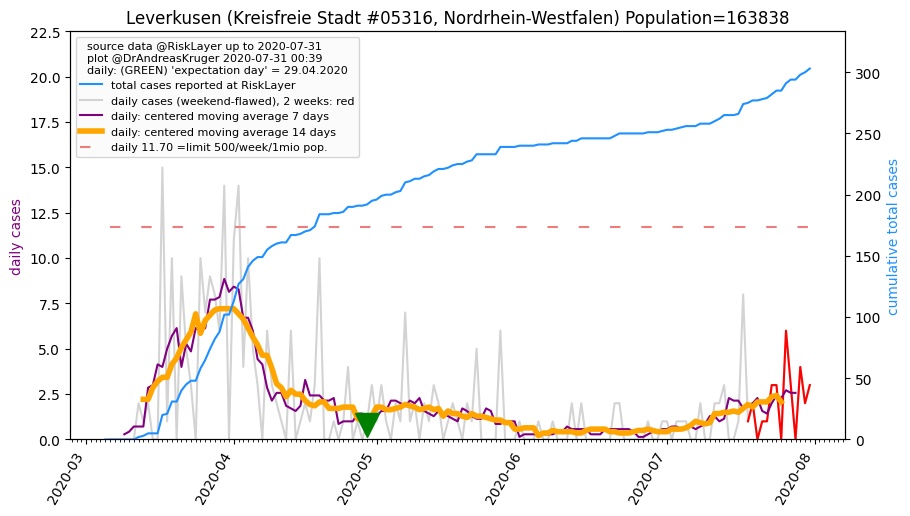 Leverkusen (Kreisfreie Stadt #05316, Nordrhein-Westfalen) Population=163838
source data @RiskLayer up to 2020-07-31
plot @DrAndreasKruger 2020-07-31 00:39
daily: (GREEN) 'expectation day' = 29.04.2020
total cases reported at RiskLayer
daily cases (weekend-flawed), 2 weeks: red
daily: centered moving average 7 days
daily: centered moving average 14 days
daily 11.70 =limit 500/week/1mio pop.
daily cases
22.5
20.0
17.5
15.0
12.5
10.0
7.5
5.0
2.5
0.0
cumulative total cases
300
250
200
150
100
50
0
2020-03
2020-04
2020-05
2020-06
2020-07
2020-08